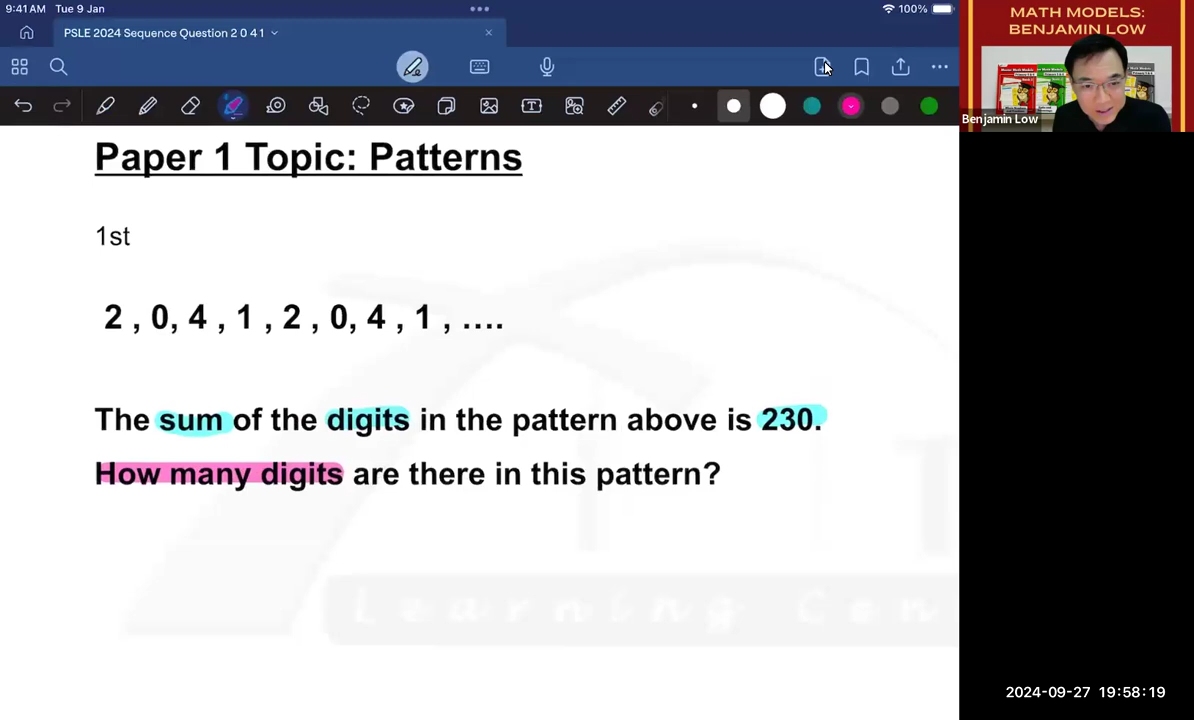 9:41 AM Tue 9 Jan
100%
PSLE 2024 Sequence Question 2 0 4 1
MATH MODELS:
BENJAMIN LOW
Benjamin Low
Paper 1 Topic: Patterns
1st
2 , 0, 4 , 1 , 2 , 0, 4 , 1 , ....
The sum of the digits in the pattern above is 230.
How many digits are there in this pattern?
Learning Cen
2024-09-27 19:58:19